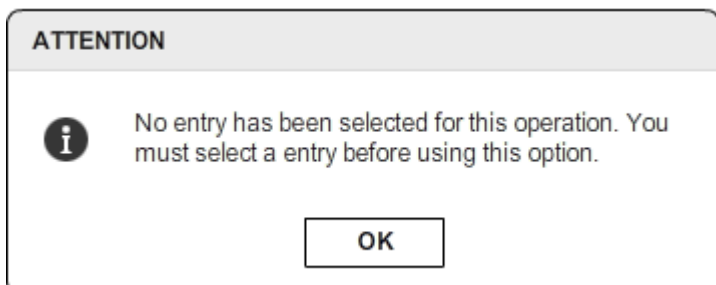 ATTENTION
No entry has been selected for this operation. You
must select a entry before using this option.
OK